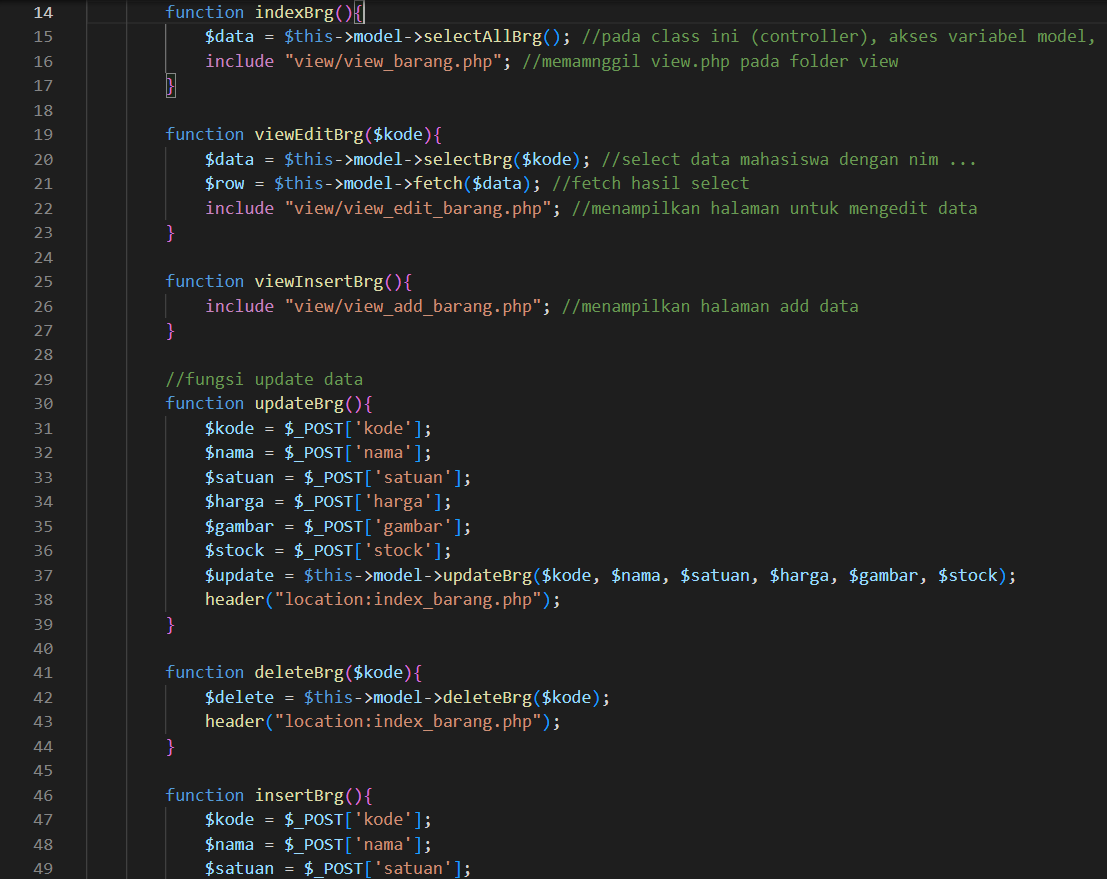 14 function indexBrg(){
15 $data = $this->model->selectAllBrg(); //pada class ini (controller), akses variabel model,
16 include "view/view_barang.php"; //memamnggil view.php pada folder view
17 }
18
19 function viewEditBrg($kode){
20 $data = $this->model->selectBrg($kode); //select data mahasiswa dengan nim ...
21 $row = $this->model->fetch($data); //fetch hasil select
22 include "view/view_edit_barang.php"; //menampilkan halaman untuk mengedit data
23 }
24
25 function viewInsertBrg(){
26 include "view/view_add_barang.php"; //menampilkan halaman add data
27 }
28
29 //fungsi update data
30 function updateBrg(){
31 $kode = $_POST['kode'];
32 $nama = $_POST['nama'];
33 $satuan = $_POST['satuan'];
34 $harga = $_POST['harga'];
35 $gambar = $_POST['gambar'];
36 $stock = $_POST['stock'];
37 $update = $this->model->updateBrg($kode, $nama, $satuan, $harga, $gambar, $stock);
38 header("location:index_barang.php");
39 }
40
41 function deleteBrg($kode){
42 $delete = $this->model->deleteBrg($kode);
43 header("location:index_barang.php");
44 }
45
46 function insertBrg(){
47 $kode = $_POST['kode'];
48 $nama = $_POST['nama'];
49 $satuan = $_POST['satuan'];